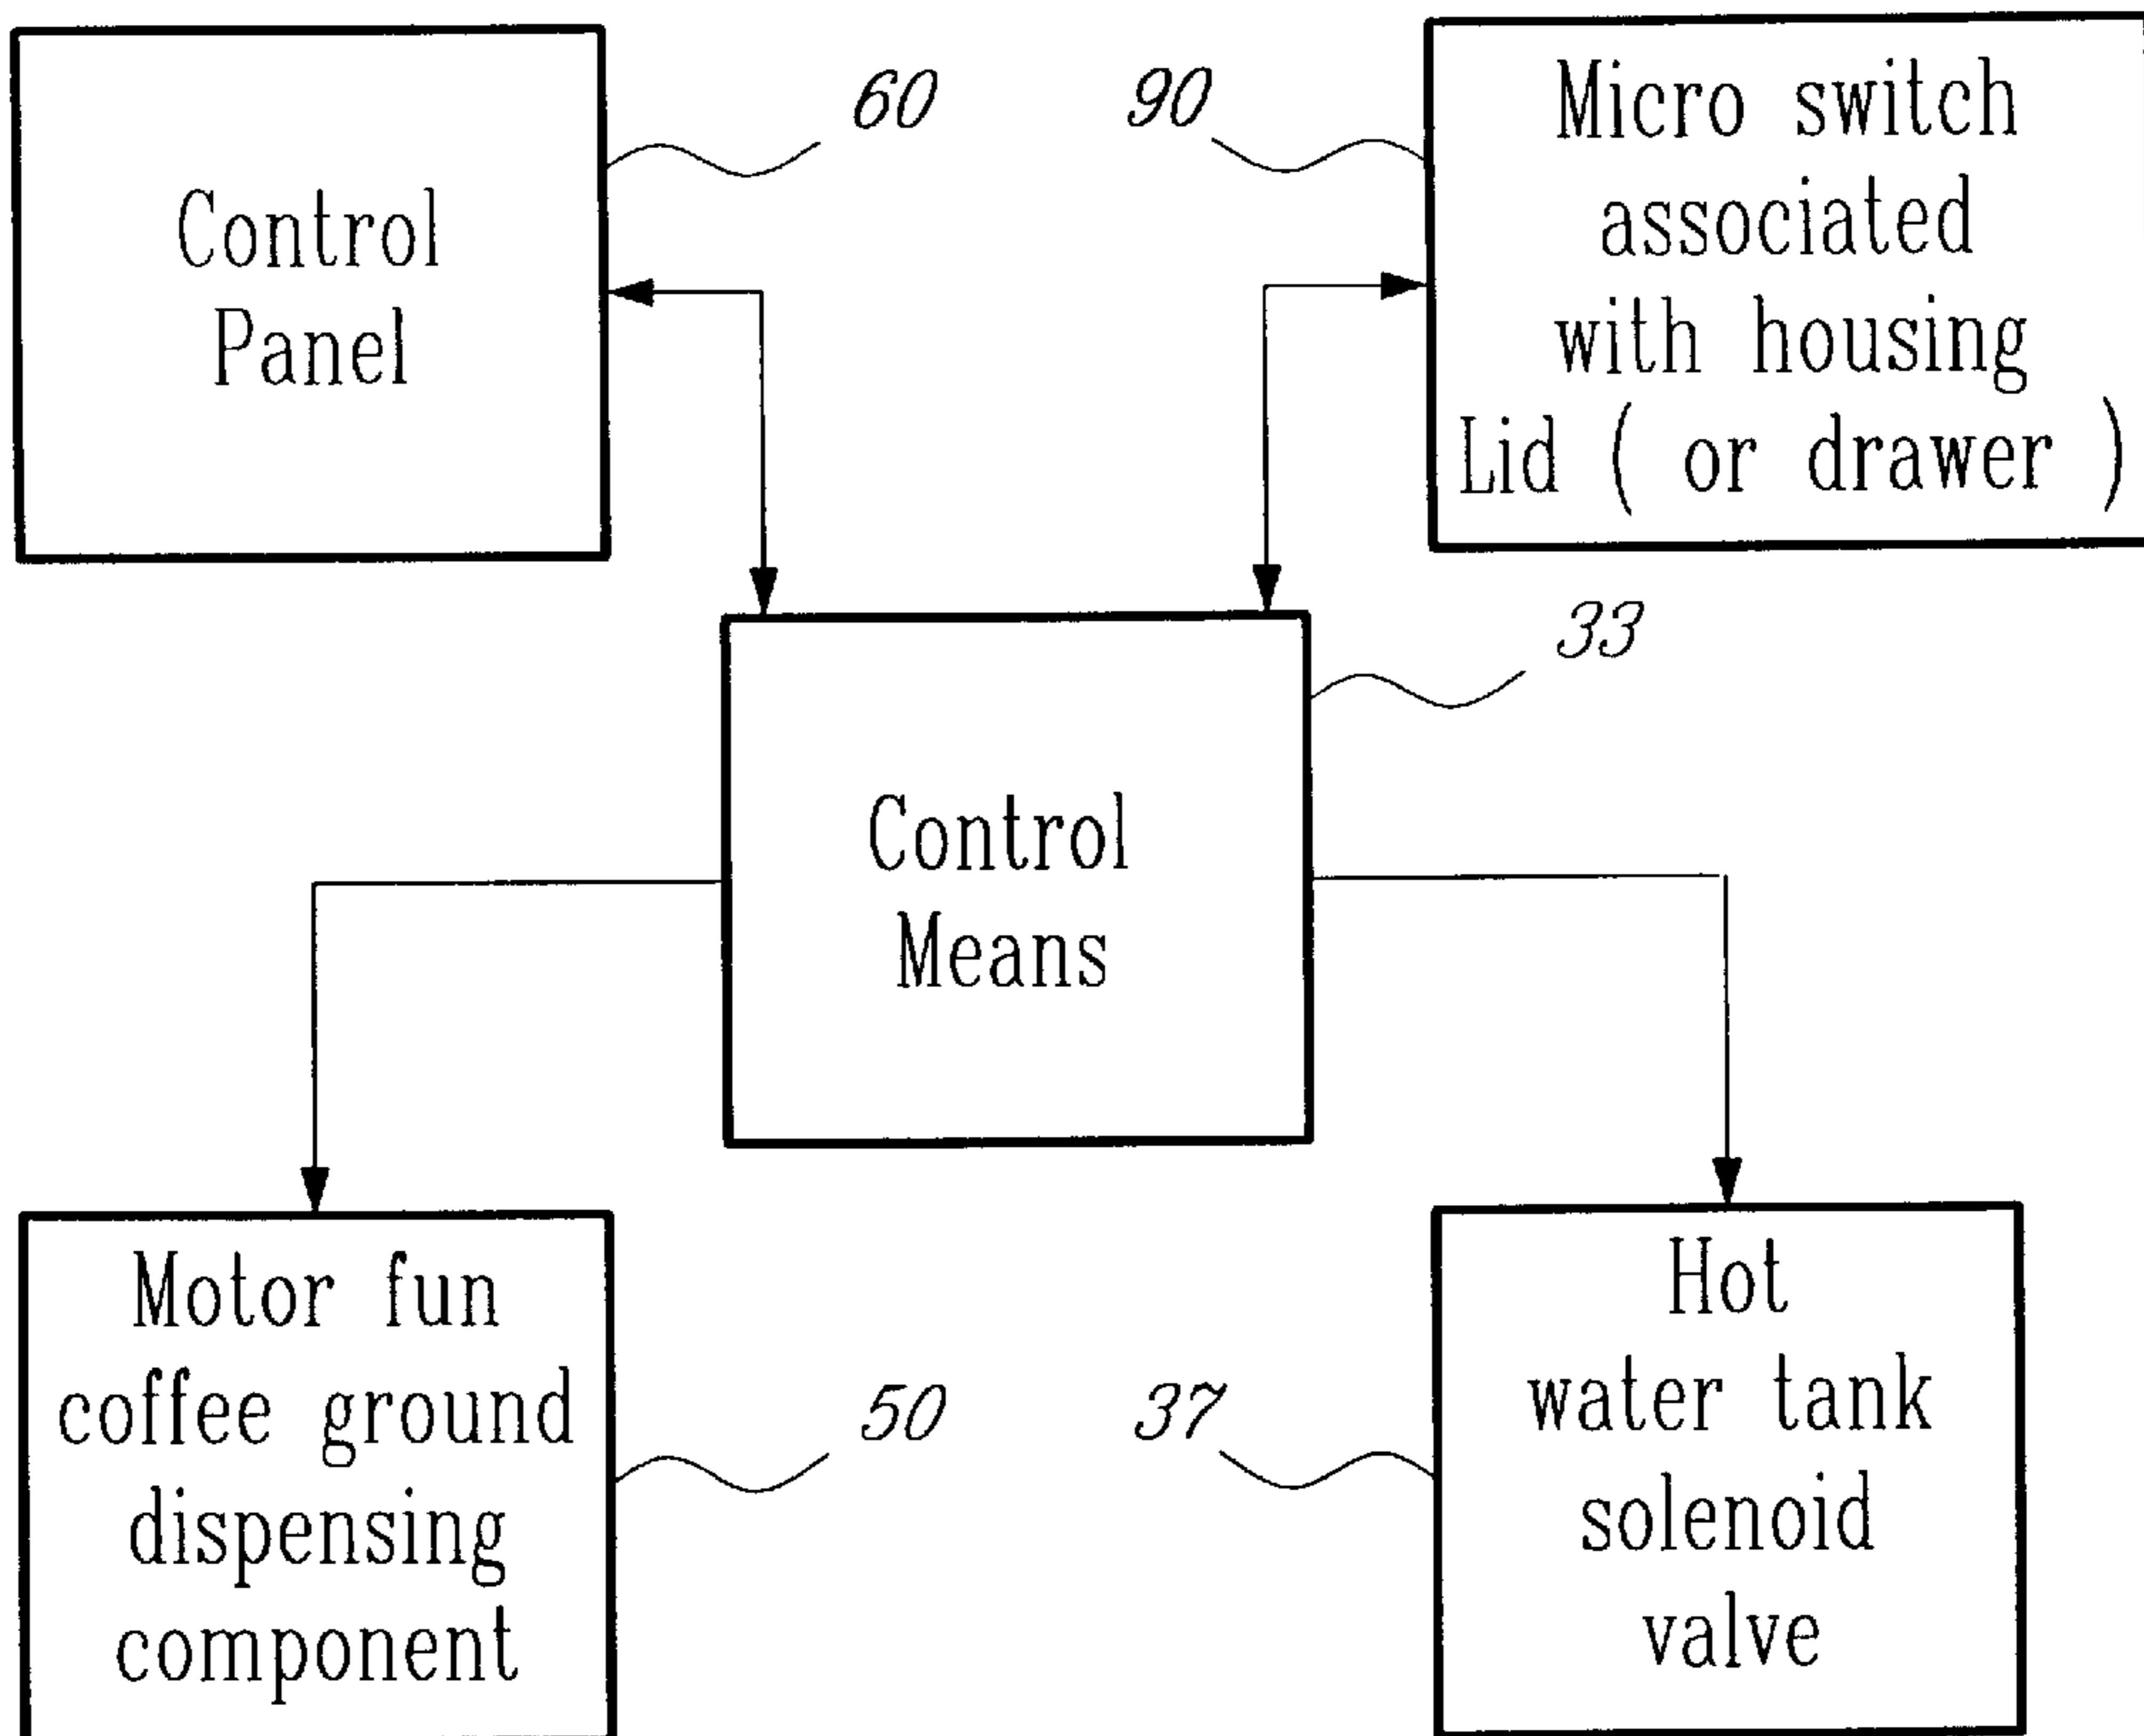 Control
Panel
60
90
Micro switch
associated
with housing
Lid ( or drawer )
33
Control
Means
Motor fun
coffee ground
dispensing
component
50
37
Hot
water tank
solenoid
valve